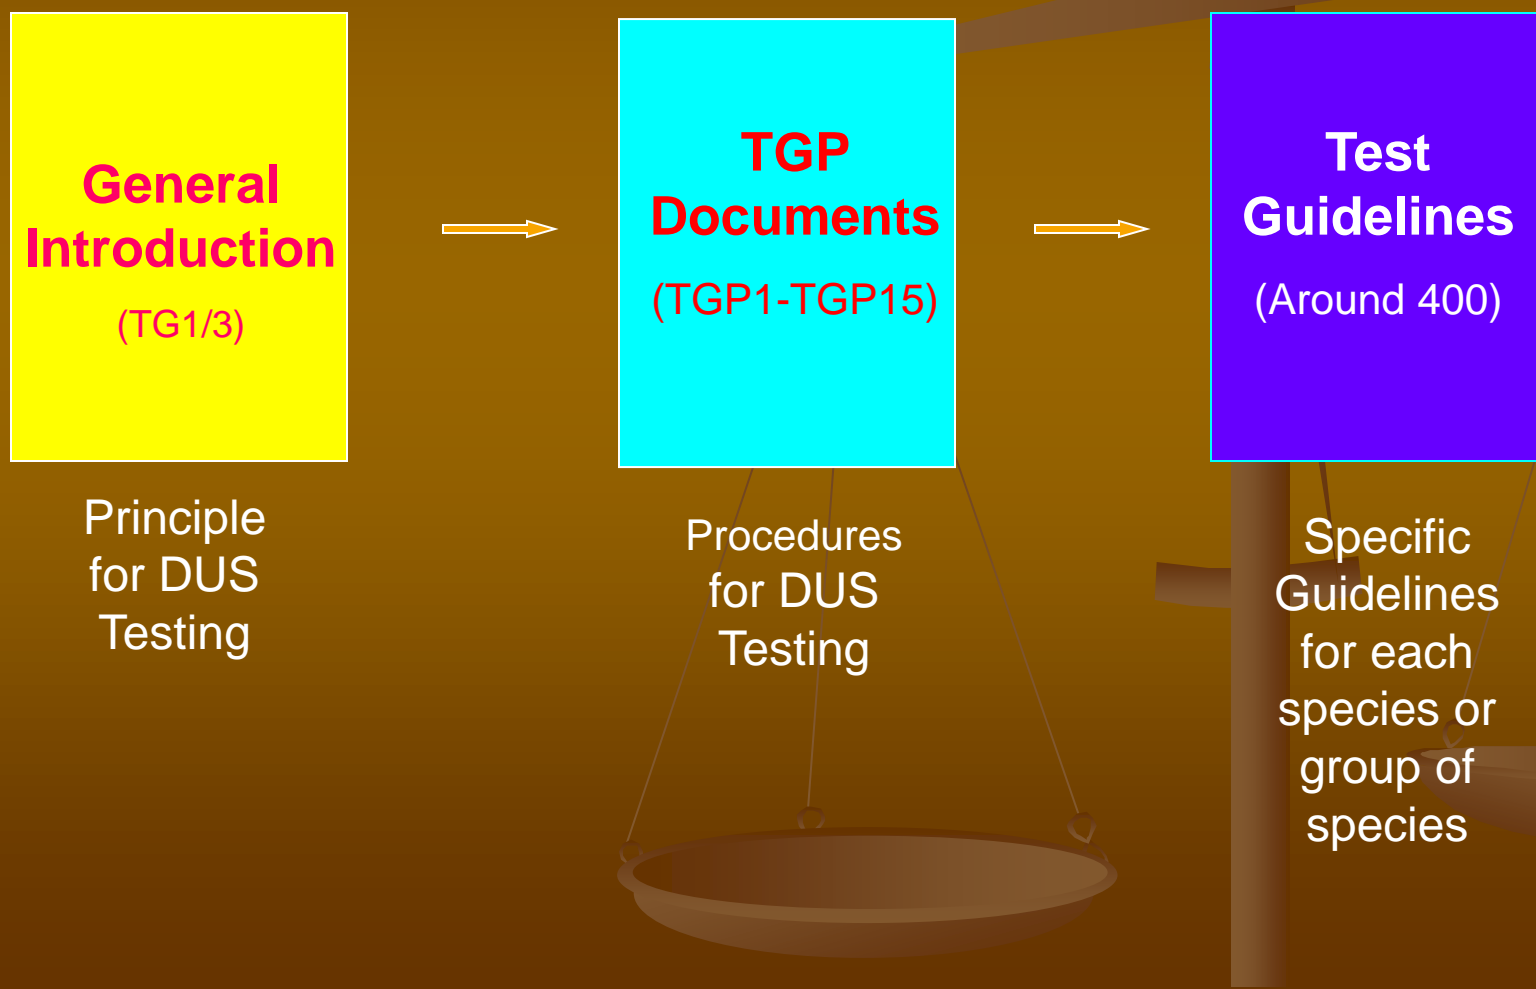 General
Introduction
(TG1/3)
Principle
for DUS
Testing
TGP
Documents
(TGP1-TGP15)
Procedures
for DUS
Testing
Test
Guidelines
(Around 400)
Specific
Guidelines
for each
species or
group of
species